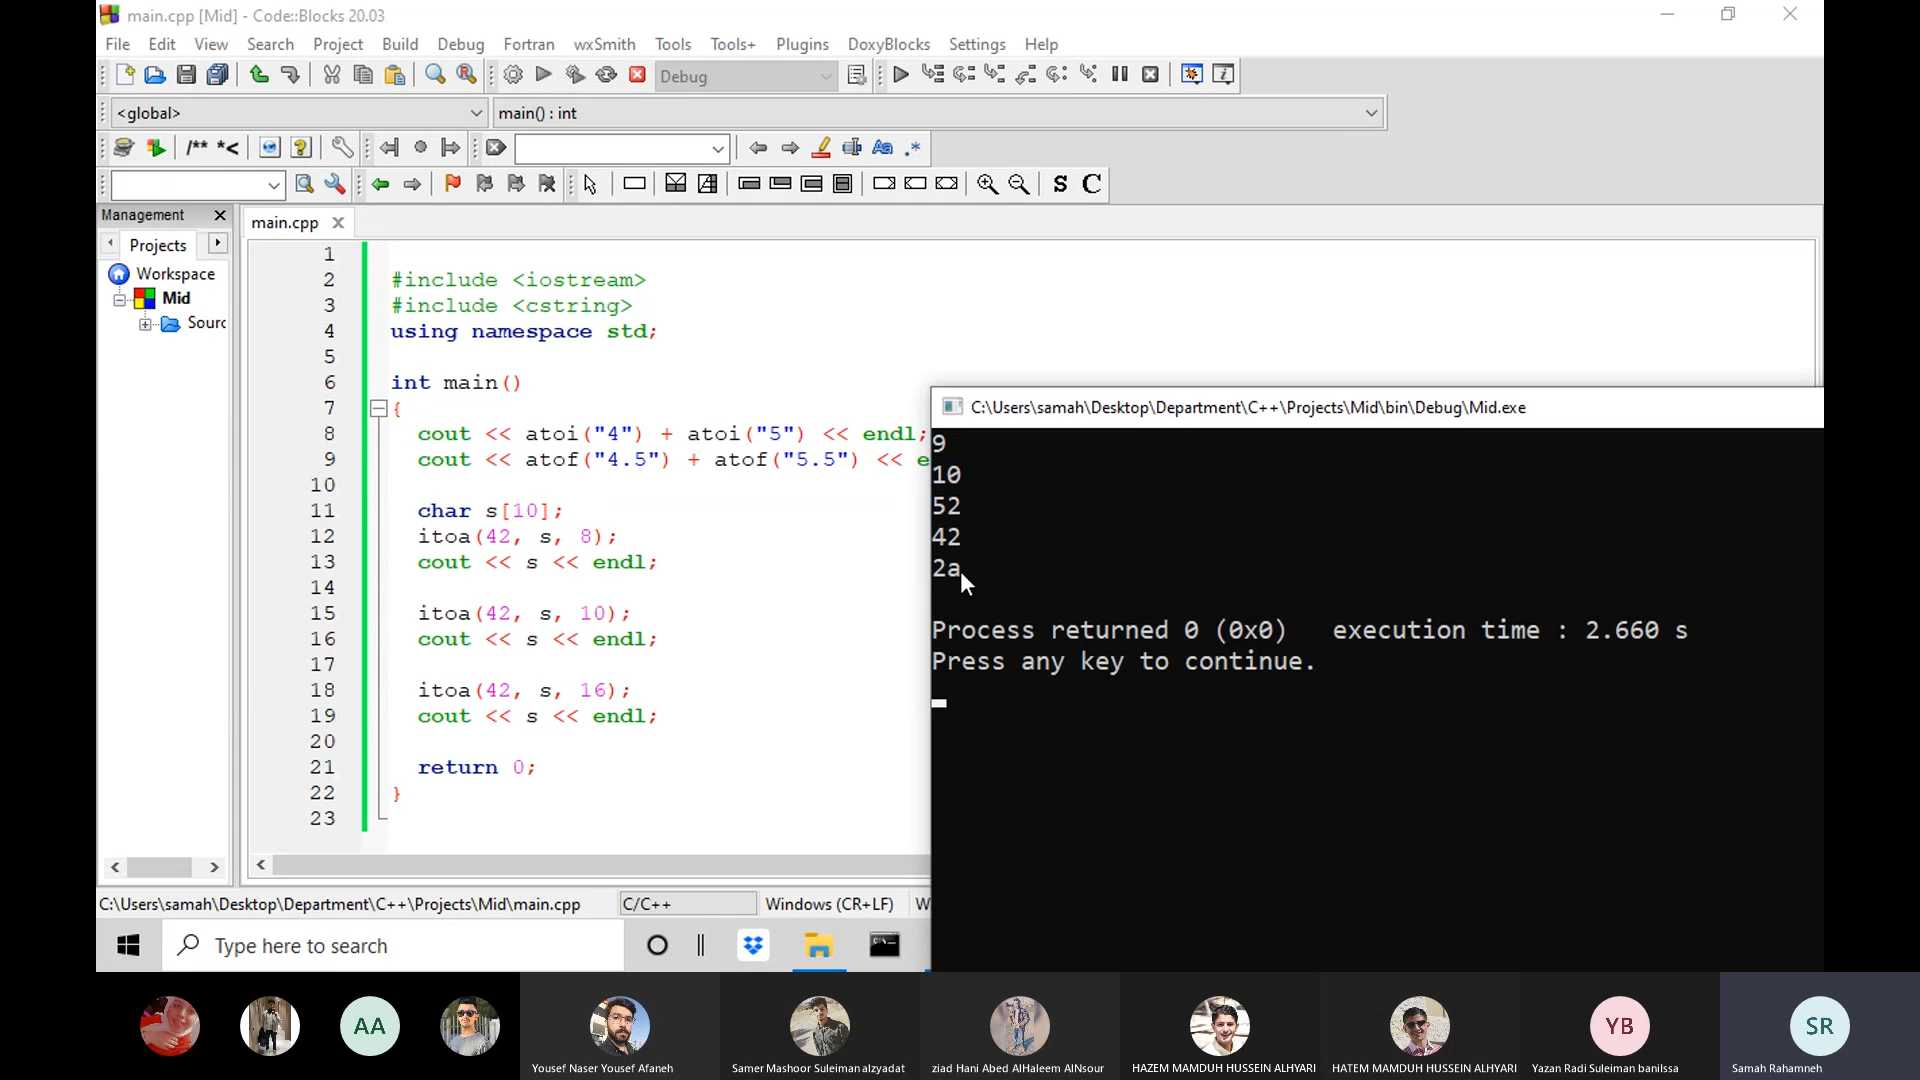 main.cpp [Mid] - Code::Blocks 20.03
File Edit View Search Project Build Debug Fortran wxSmith Tools Tools+ Plugins DoxyBlocks Settings Help
Debug
<global>
main() : int
/** *<
Aa .*
S C
Management
Projects
Workspace
Mid
Sourc
main.cpp
1
2 #include <iostream>
3 #include <cstring>
4 using namespace std;
5
6 int main()
7 {
8 cout << atoi("4") + atoi("5") << endl;
9 cout << atof("4.5") + atof("5.5") << e
10
11 char s[10];
12 itoa(42, s, 8);
13 cout << s << endl;
14
15 itoa(42, s, 10);
16 cout << s << endl;
17
18 itoa(42, s, 16);
19 cout << s << endl;
20
21 return 0;
22 }
23
C:\Users\samah\Desktop\Department\C++\Projects\Mid\bin\Debug\Mid.exe
9
10
52
42
2a
Process returned 0 (0x0) execution time : 2.660 s
Press any key to continue.
C:\Users\samah\Desktop\Department\C++\Projects\Mid\main.cpp
C/C++
Windows (CR+LF)
W
Type here to search
AA
YB
SR
Yousef Naser Yousef Afaneh
Samer Mashoor Suleiman alzyadat
ziad Hani Abed AlHaleem AlNsour
HAZEM MAMDUH HUSSEIN ALHYARI
HATEM MAMDUH HUSSEIN ALHYARI
Yazan Radi Suleiman baniIssa
Samah Rahamneh